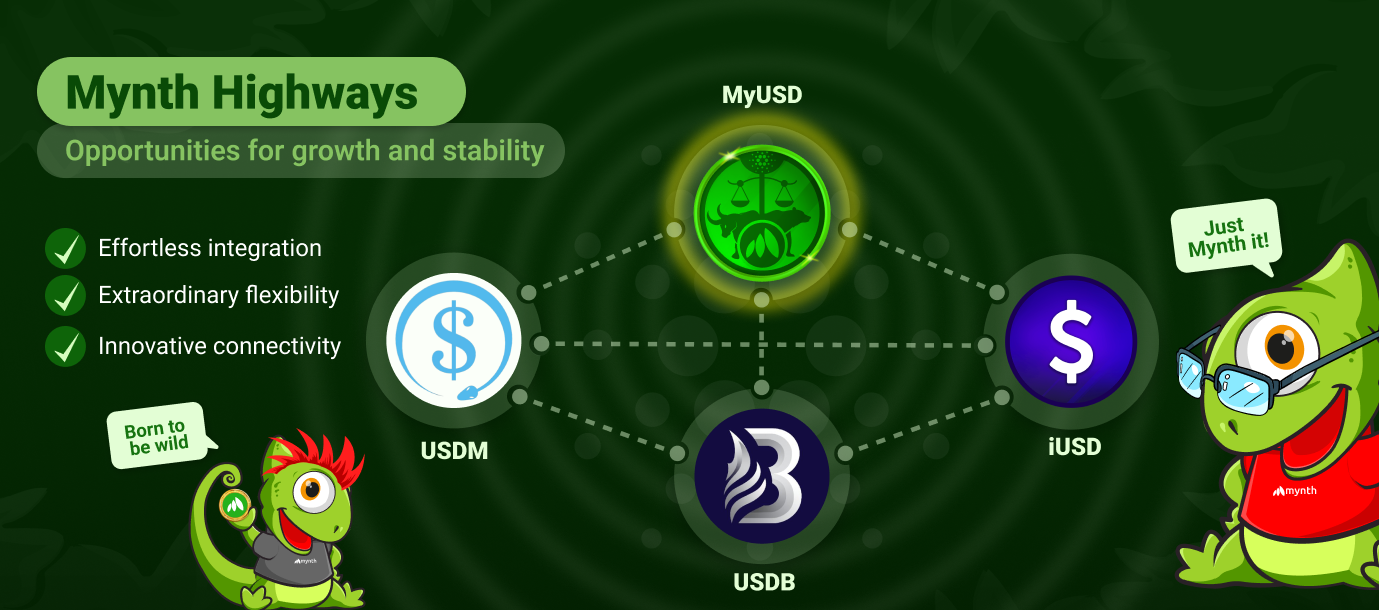 Mynth Highways
Opportunities for growth and stability
MyUSD
Effortless integration
Extraordinary flexibility
Innovative connectivity
Just
Mynth it!
$
$
B
USDM
iUSD
USDB
Born to
be wild
mynth
mynth